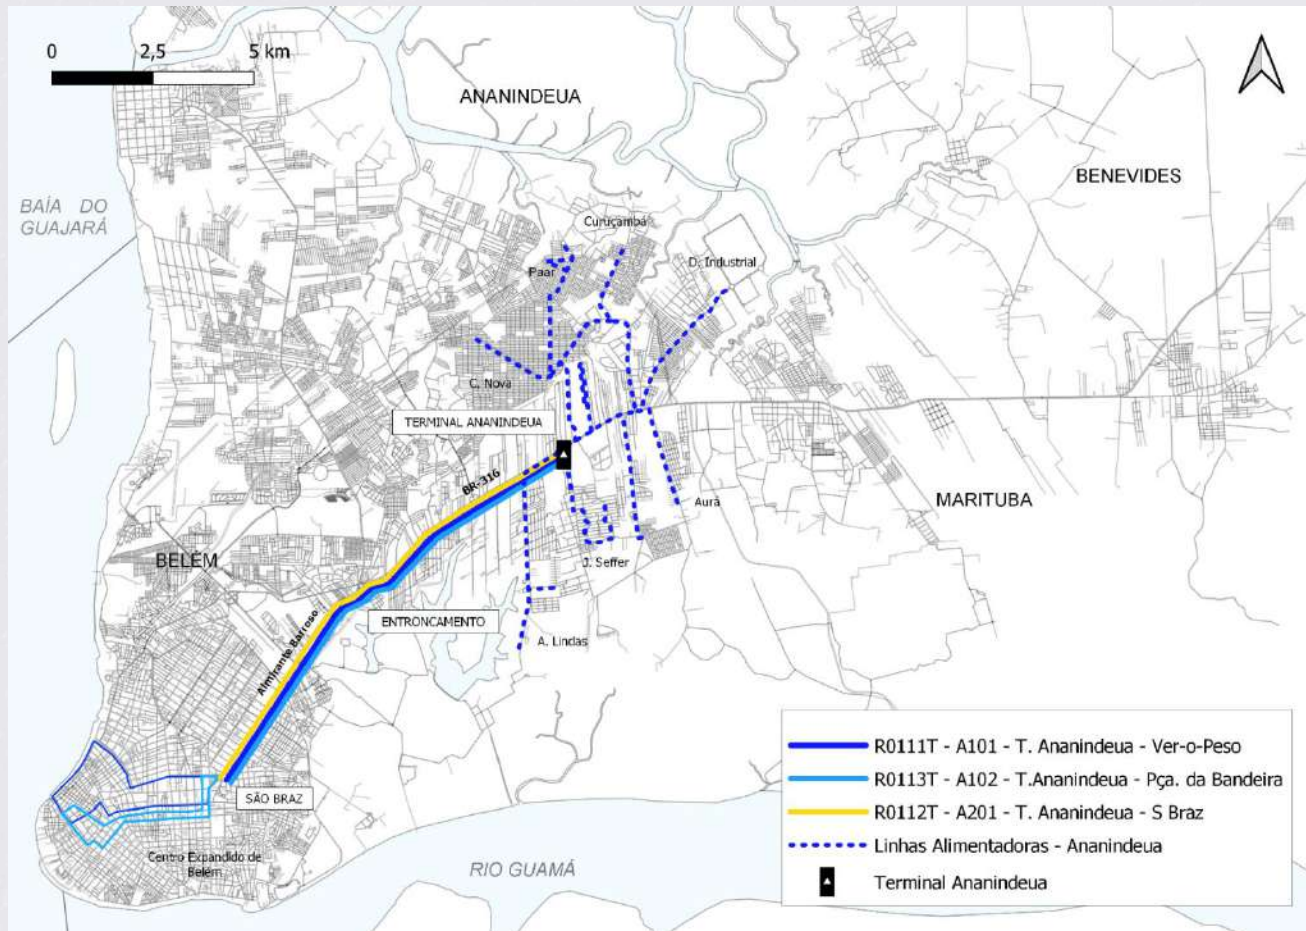 0 2,5 5 km
ANANINDEUA
BENEVIDES
BAÍA DO
GUAJARÁ
Curuçambá
Paar
D. Industrial
C. Nova
TERMINAL ANANINDEUA
BR-316
Aurá
MARITUBA
BELÉM
J. Seffer
ENTRONCAMENTO
A. Lindas
Almirante Barroso
SÃO BRAZ
Centro Expandido de
Belém
RIO GUAMÁ
R0111T - A101 - T. Ananindeua - Ver-o-Peso
R0113T - A102 - T.Ananindeua - Pça. da Bandeira
R0112T - A201 - T. Ananindeua - S Braz
Linhas Alimentadoras - Ananindeua
Terminal Ananindeua